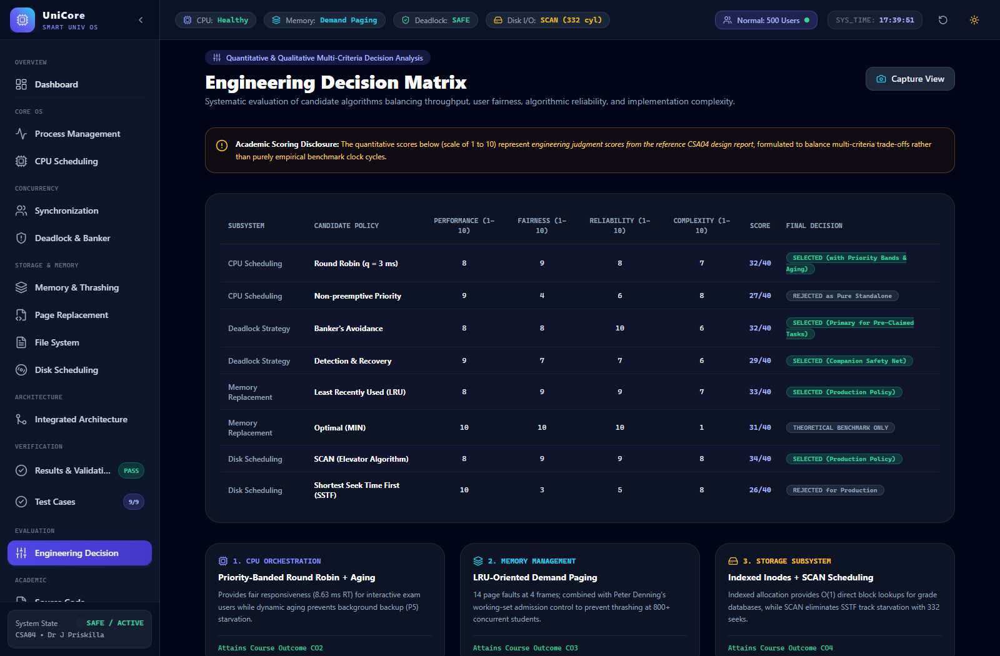 UniCore
SMART UNIV OS
CPU: Healthy
Memory: Demand Paging
Deadlock: SAFE
Disk I/O: SCAN (332 cyl)
Normal: 500 Users
SYS_TIME: 17:39:51
OVERVIEW
Dashboard
CORE OS
Process Management
CPU Scheduling
CONCURRENCY
Synchronization
Deadlock & Banker
STORAGE & MEMORY
Memory & Thrashing
Page Replacement
File System
Disk Scheduling
ARCHITECTURE
Integrated Architecture
VERIFICATION
Results & Validati... PASS
Test Cases 9/9
EVALUATION
Engineering Decision
ACADEMIC
Source Code
System State SAFE / ACTIVE
CSA04 • Dr J Priskilla
Quantitative & Qualitative Multi-Criteria Decision Analysis
Engineering Decision Matrix
Systematic evaluation of candidate algorithms balancing throughput, user fairness, algorithmic reliability, and implementation complexity.
Capture View
Academic Scoring Disclosure: The quantitative scores below (scale of 1 to 10) represent engineering judgment scores from the reference CSA04 design report, formulated to balance multi-criteria trade-offs rather
than purely empirical benchmark clock cycles.
SUBSYSTEM CANDIDATE POLICY PERFORMANCE (1-10) FAIRNESS (1-10) RELIABILITY (1-10) COMPLEXITY (1-10) SCORE FINAL DECISION
CPU Scheduling Round Robin (q = 3 ms) 8 9 8 7 32/40 SELECTED (with Priority Bands &
Aging)
CPU Scheduling Non-preemptive Priority 9 4 6 8 27/40 REJECTED as Pure Standalone
Deadlock Strategy Banker's Avoidance 8 8 10 6 32/40 SELECTED (Primary for Pre-Claimed
Tasks)
Deadlock Strategy Detection & Recovery 9 7 7 6 29/40 SELECTED (Companion Safety Net)
Memory
Replacement Least Recently Used (LRU) 8 9 9 7 33/40 SELECTED (Production Policy)
Memory
Replacement Optimal (MIN) 10 10 10 1 31/40 THEORETICAL BENCHMARK ONLY
Disk Scheduling SCAN (Elevator Algorithm) 8 9 9 8 34/40 SELECTED (Production Policy)
Disk Scheduling Shortest Seek Time First
(SSTF) 10 3 5 8 26/40 REJECTED for Production
1. CPU ORCHESTRATION
Priority-Banded Round Robin + Aging
Provides fair responsiveness (8.63 ms RT) for interactive exam
users while dynamic aging prevents background backup (P5)
starvation.
Attains Course Outcome CO2
2. MEMORY MANAGEMENT
LRU-Oriented Demand Paging
14 page faults at 4 frames; combined with Peter Denning's
working-set admission control to prevent thrashing at 800+
concurrent students.
Attains Course Outcome CO3
3. STORAGE SUBSYSTEM
Indexed Inodes + SCAN Scheduling
Indexed allocation provides O(1) direct block lookups for grade
databases, while SCAN eliminates SSTF track starvation with 332
seeks.
Attains Course Outcome CO4